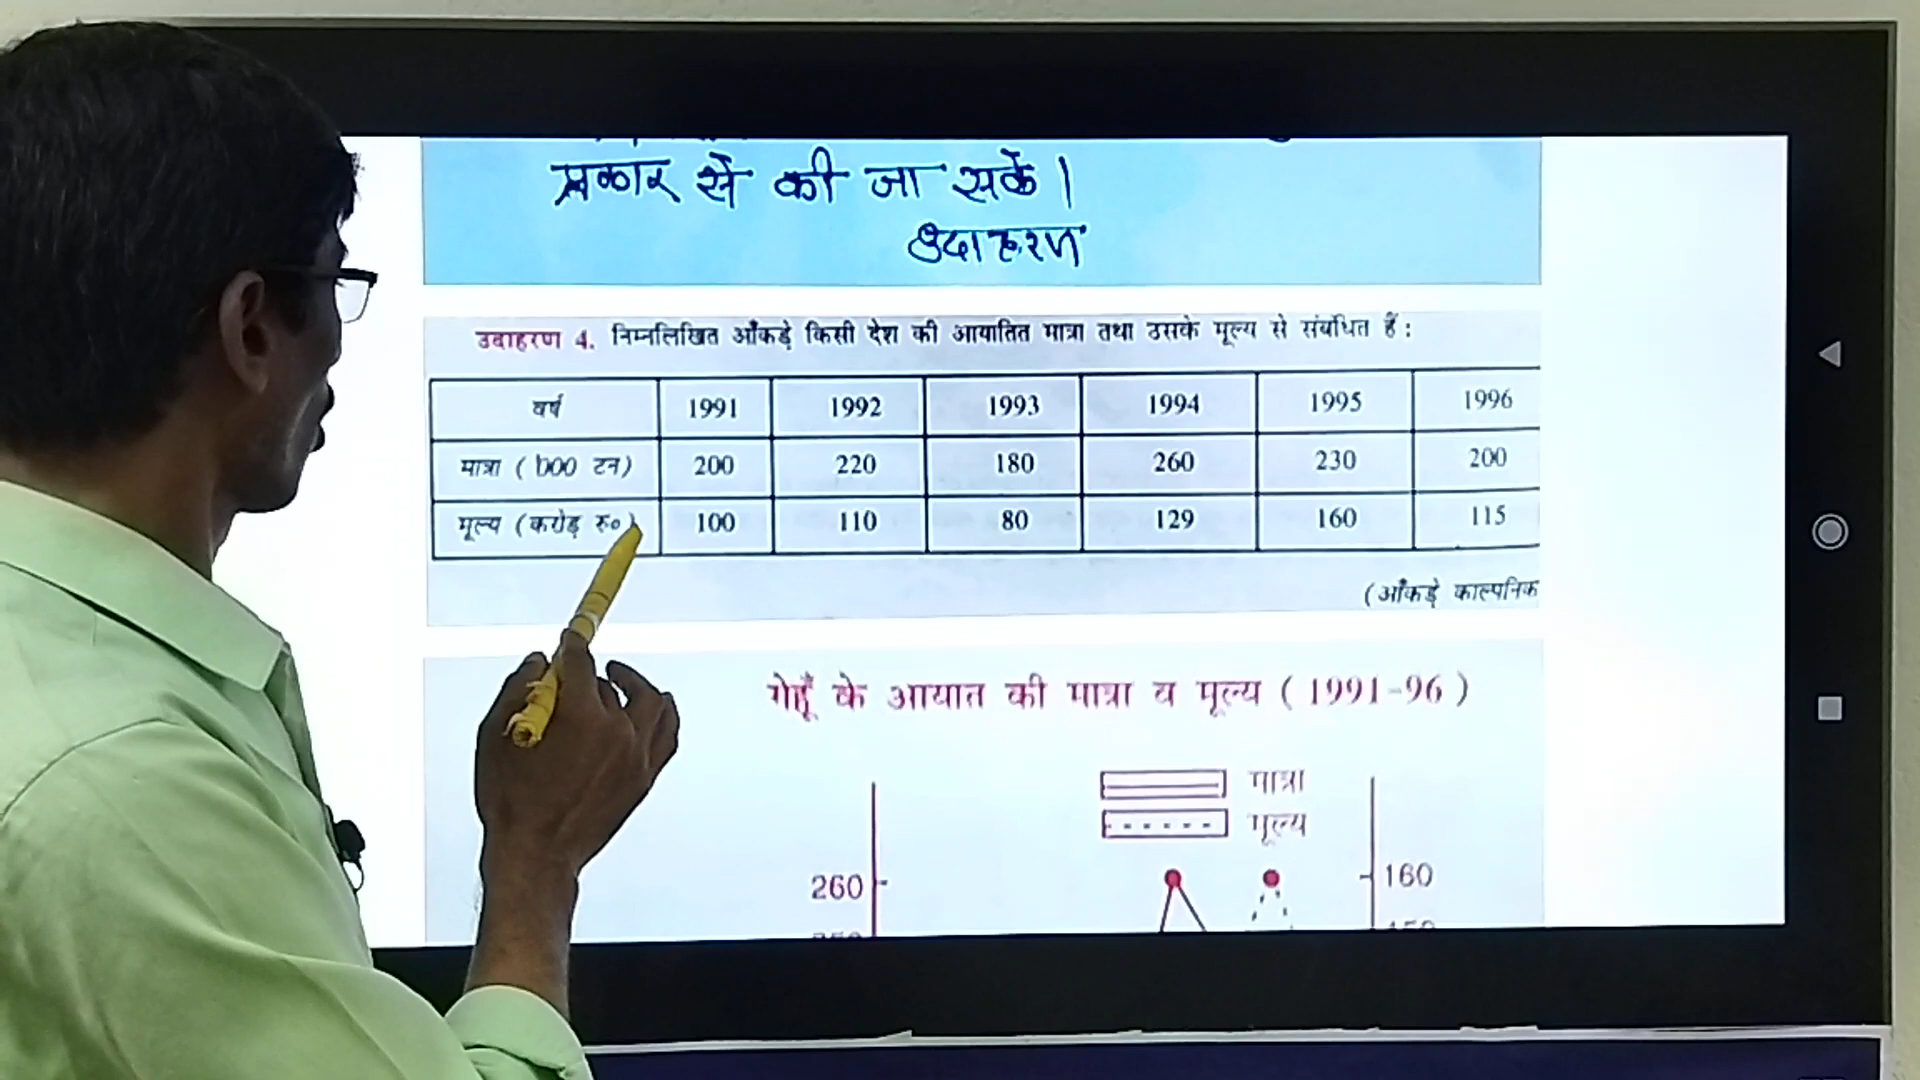 प्रकार से की जा सकें।
उदाहरण
उदाहरण 4. निम्नलिखित आँकड़े किसी देश की आयातित मात्रा तथा उसके मूल्य से संबंधित हैं :
वर्ष 1991 1992 1993 1994 1995 1996
मात्रा ( 000 टन) 200 220 180 260 230 200
मूल्य (करोड़ रु०) 100 110 80 129 160 115
(आँकड़े काल्पनिक
गेहूँ के आयात की मात्रा व मूल्य ( 1991-96 )
मात्रा
मूल्य
260 160